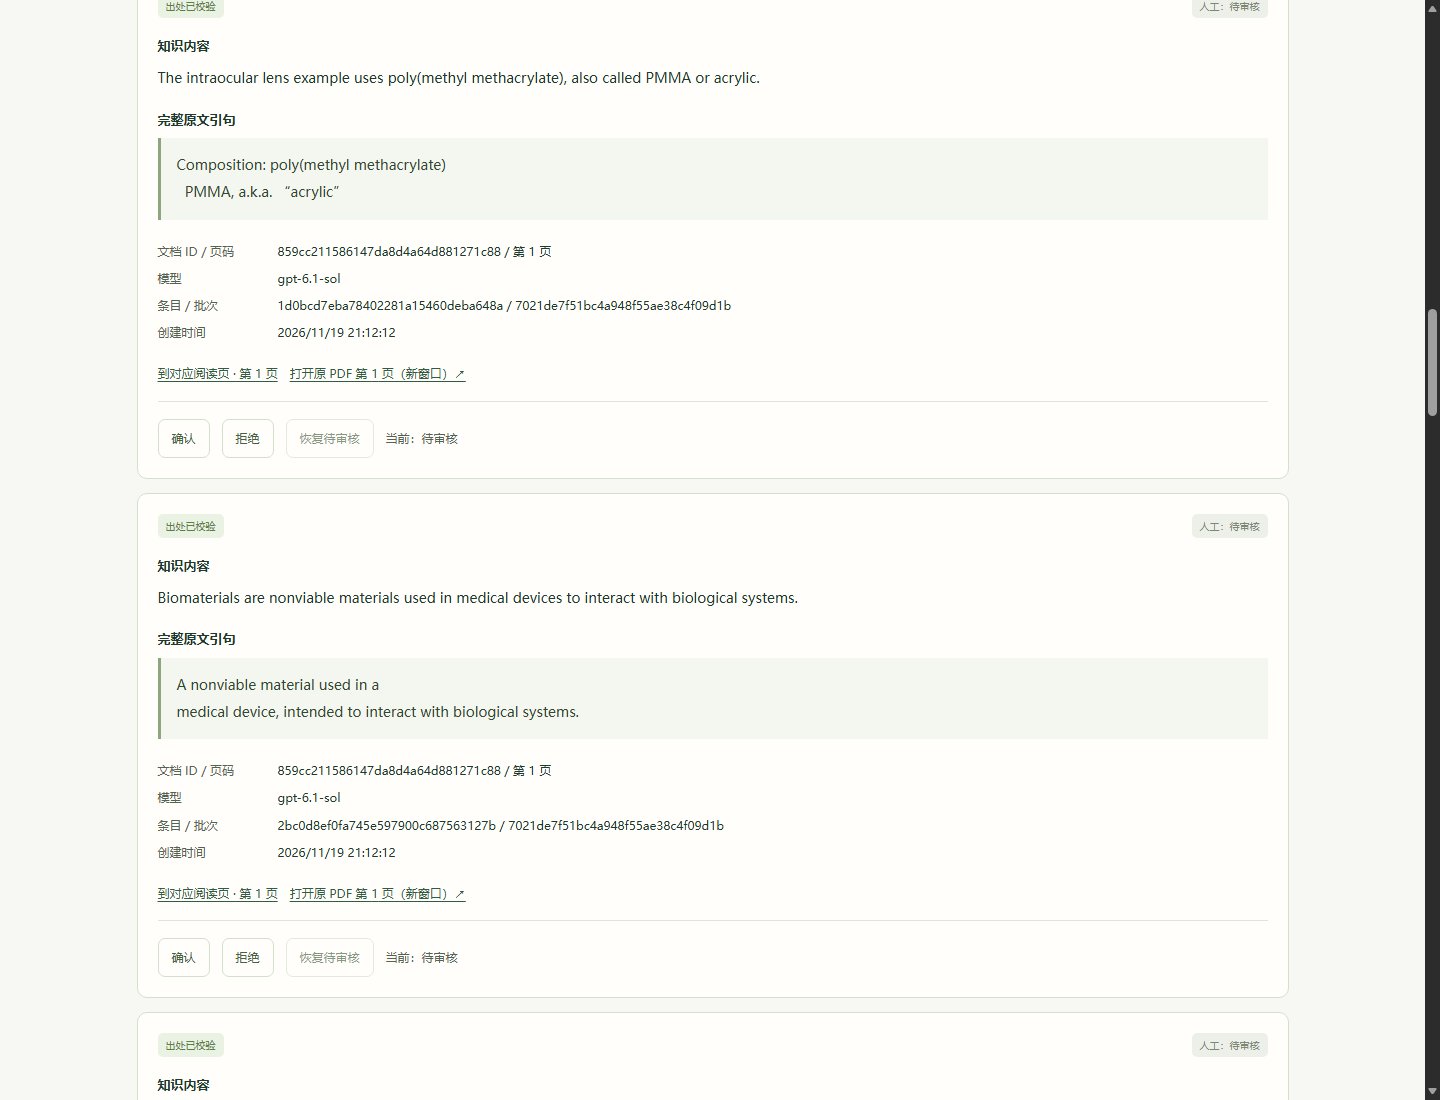 出处已校验
人工：待审核
知识内容
The intraocular lens example uses poly(methyl methacrylate), also called PMMA or acrylic.
完整原文引句
Composition: poly(methyl methacrylate)
PMMA, a.k.a. “acrylic”
文档 ID / 页码 859cc211586147da8d4a64d881271c88 / 第 1 页
模型 gpt-6.1-sol
条目 / 批次 1d0bcd7eba78402281a15460deba648a / 7021de7f51bc4a948f55ae38c4f09d1b
创建时间 2026/11/19 21:12:12
到对应阅读页 · 第 1 页 打开原 PDF 第 1 页（新窗口）↗
确认 拒绝 恢复待审核 当前：待审核
出处已校验
人工：待审核
知识内容
Biomaterials are nonviable materials used in medical devices to interact with biological systems.
完整原文引句
A nonviable material used in a
medical device, intended to interact with biological systems.
文档 ID / 页码 859cc211586147da8d4a64d881271c88 / 第 1 页
模型 gpt-6.1-sol
条目 / 批次 2bc0d8ef0fa745e597900c687563127b / 7021de7f51bc4a948f55ae38c4f09d1b
创建时间 2026/11/19 21:12:12
到对应阅读页 · 第 1 页 打开原 PDF 第 1 页（新窗口）↗
确认 拒绝 恢复待审核 当前：待审核
出处已校验
人工：待审核
知识内容